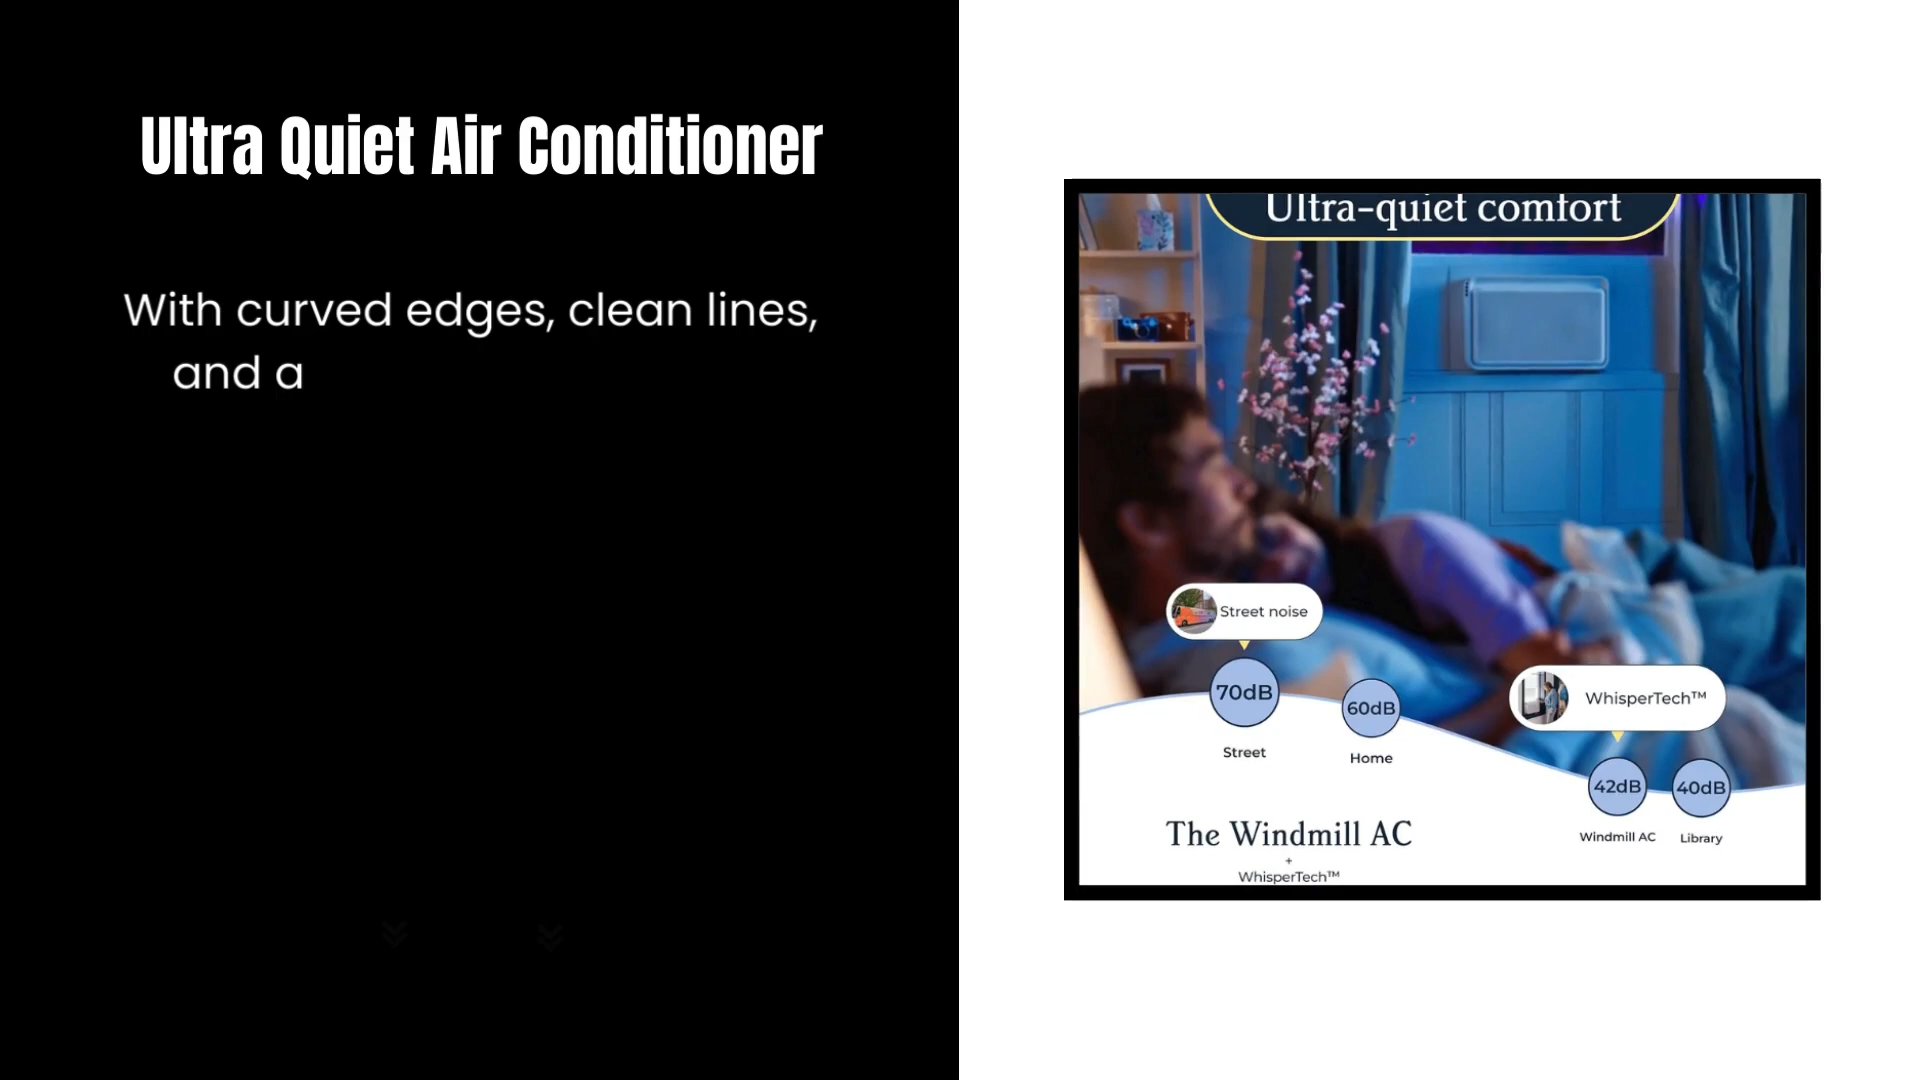 Ultra Quiet Air Conditioner
With curved edges, clean lines,
and a
Ultra-quiet comfort
Street noise
70dB
Street
60dB
Home
WhisperTech™
42dB
Windmill AC
40dB
Library
The Windmill AC
+
WhisperTech™